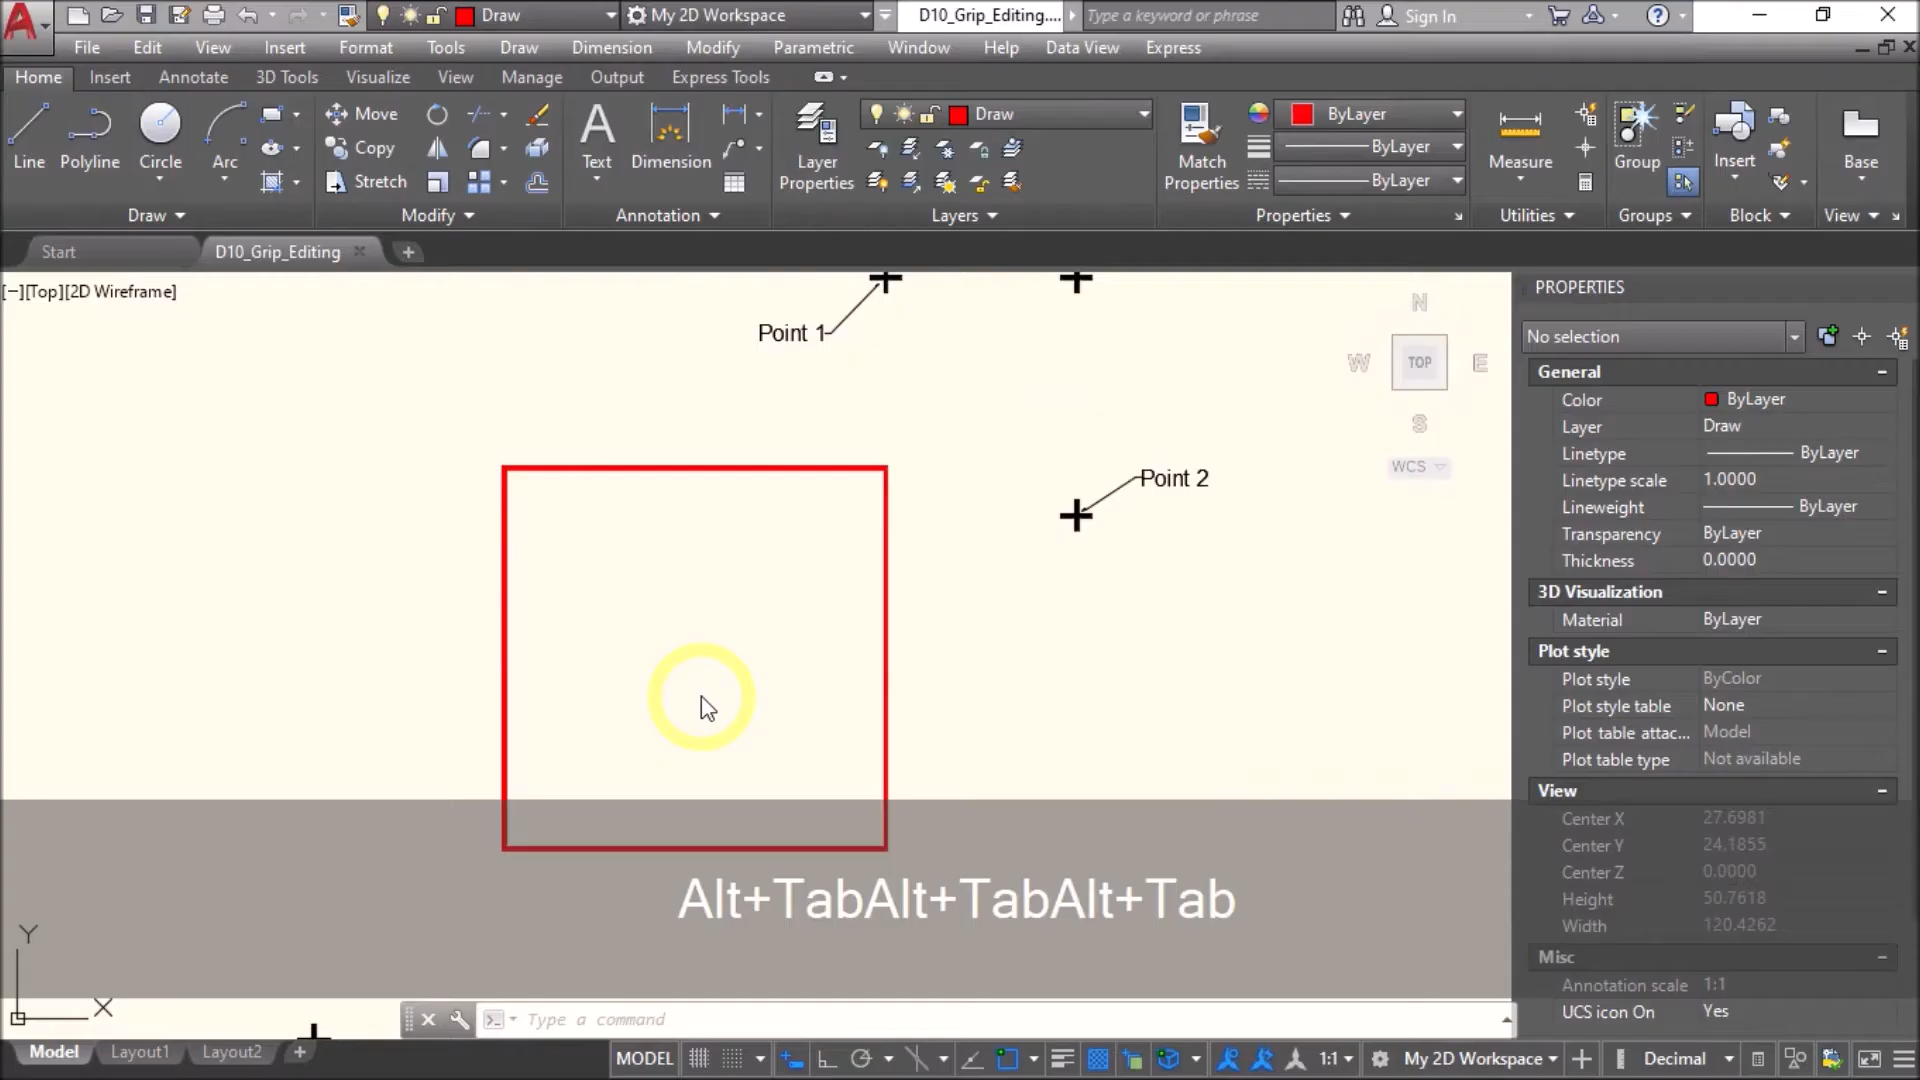 Draw
My 2D Workspace
D10_Grip_Editing....
Type a keyword or phrase
Sign In
File Edit View Insert Format Tools Draw Dimension Modify Parametric Window Help Data View Express
Home Insert Annotate 3D Tools Visualize View Manage Output Express Tools
Line
Polyline
Circle
Arc
Draw
Move
Copy
Stretch
Modify
Text
Dimension
Annotation
Layer
Properties
Draw
Layers
Match
Properties
ByLayer
ByLayer
ByLayer
Properties
Measure
Utilities
Group
Groups
Insert
Block
Base
View
Start
D10_Grip_Editing
[−][Top][2D Wireframe]
Point 1
Point 2
N
W
TOP
E
S
WCS
Alt+TabAlt+TabAlt+Tab
Y
X
Type a command
PROPERTIES
No selection
General
Color ByLayer
Layer Draw
Linetype ByLayer
Linetype scale 1.0000
Lineweight ByLayer
Transparency ByLayer
Thickness 0.0000
3D Visualization
Material ByLayer
Plot style
Plot style ByColor
Plot style table None
Plot table attac... Model
Plot table type Not available
View
Center X 27.6981
Center Y 24.1855
Center Z 0.0000
Height 50.7618
Width 120.4262
Misc
Annotation scale 1:1
UCS icon On Yes
Model Layout1 Layout2
MODEL
1:1
My 2D Workspace
Decimal